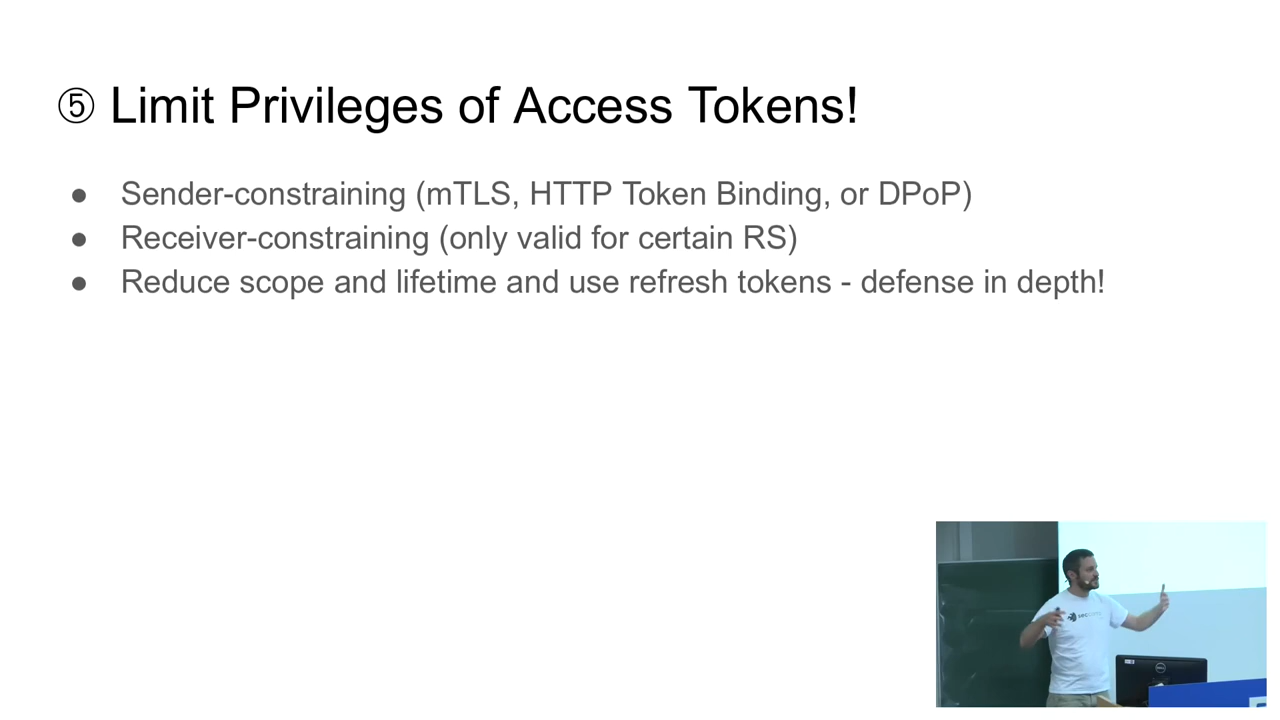 ⑤ Limit Privileges of Access Tokens!
● Sender-constraining (mTLS, HTTP Token Binding, or DPoP)
● Receiver-constraining (only valid for certain RS)
● Reduce scope and lifetime and use refresh tokens - defense in depth!